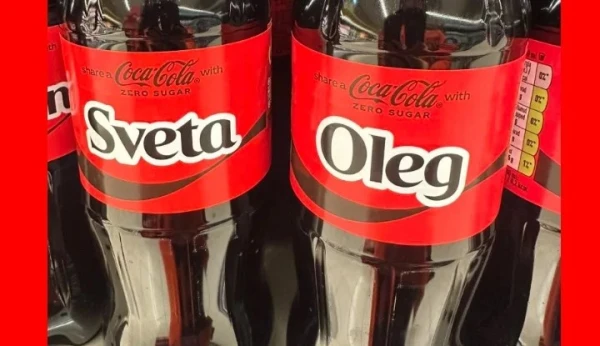 Share a Coca-Cola with
ZERO SUGAR
Sveta
Share a Coca-Cola with
ZERO SUGAR
Oleg